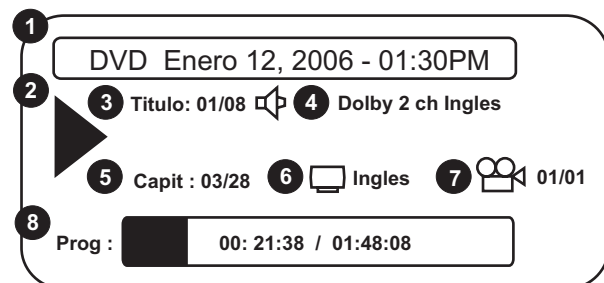 1
DVD Enero 12, 2006 - 01:30PM
2
3 Titulo: 01/08 4 Dolby 2 ch Ingles
5 Capit : 03/28 6 Ingles 7 01/01
8
Prog : 00: 21:38 / 01:48:08